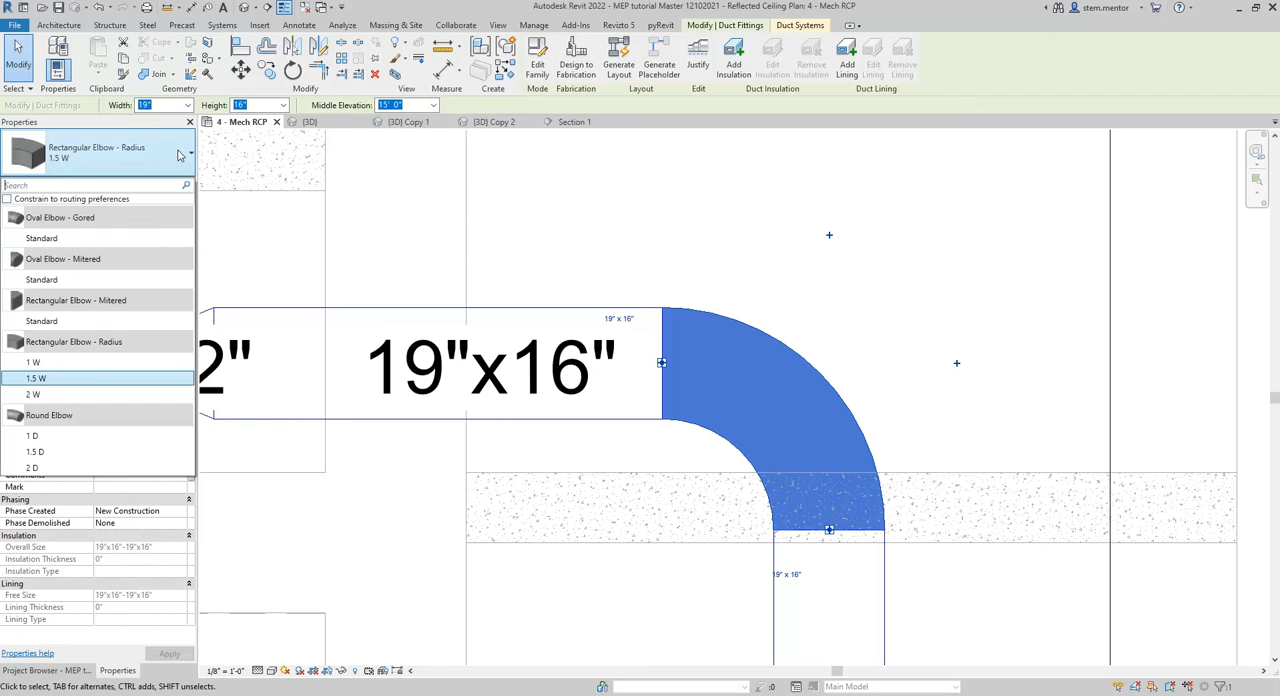 Autodesk Revit 2022 - MEP tutorial Master 12102021 - Reflected Ceiling Plan: 4 - Mech RCP
stem.mentor
File Architecture Structure Steel Precast Systems Insert Annotate Analyze Massing & Site Collaborate View Manage Add-Ins Revizto 5 pyRevit Modify | Duct Fittings Duct Systems
Modify Paste Cope Cut Join Edit Family Design to Fabrication Generate Layout Generate Placeholder Justify Add Insulation Edit Insulation Remove Insulation Add Lining Edit Lining Remove Lining
Select Properties Clipboard Geometry Modify View Measure Create Mode Fabrication Layout Edit Duct Insulation Duct Lining
Modify | Duct Fittings Width: 19" Height: 16" Middle Elevation: 15' 0"
Properties
4 - Mech RCP {3D} {3D} Copy 1 {3D} Copy 2 Section 1
Rectangular Elbow - Radius
1.5 W
Search
Constrain to routing preferences
Oval Elbow - Gored
Standard
Oval Elbow - Mitered
Standard
Rectangular Elbow - Mitered
Standard
Rectangular Elbow - Radius
1 W
1.5 W
2 W
Round Elbow
1 D
1.5 D
2 D
Mark
Phasing
Phase Created New Construction
Phase Demolished None
Insulation
Overall Size 19"x16"-19"x16"
Insulation Thickness 0"
Insulation Type
Lining
Free Size 19"x16"-19"x16"
Lining Thickness 0"
Lining Type
Properties help Apply
Project Browser - MEP t... Properties
19" x 16"
2" 19"x16"
19" x 16"
1/8" = 1'-0"
Click to select, TAB for alternates, CTRL adds, SHIFT unselects.
:0 Main Model :1